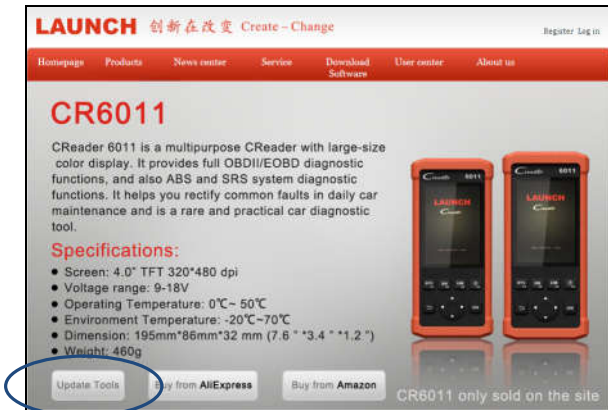 LAUNCH 创新在改变 Create – Change
Register Log in
Homepage Products News center Service Download Software User center About us
CR6011
CReader 6011 is a multipurpose CReader with large-size
color display. It provides full OBDII/EOBD diagnostic
functions, and also ABS and SRS system diagnostic
functions. It helps you rectify common faults in daily car
maintenance and is a rare and practical car diagnostic
tool.
Specifications:
● Screen: 4.0" TFT 320*480 dpi
● Voltage range: 9-18V
● Operating Temperature: 0℃~ 50℃
● Environment Temperature: -20℃~70℃
● Dimension: 195mm*86mm*32 mm (7.6 " *3.4 " *1.2 ")
● Weight: 460g
Update Tools
Buy from AliExpress
Buy from Amazon
CR6011 only sold on the site
6011
LAUNCH
6011
LAUNCH